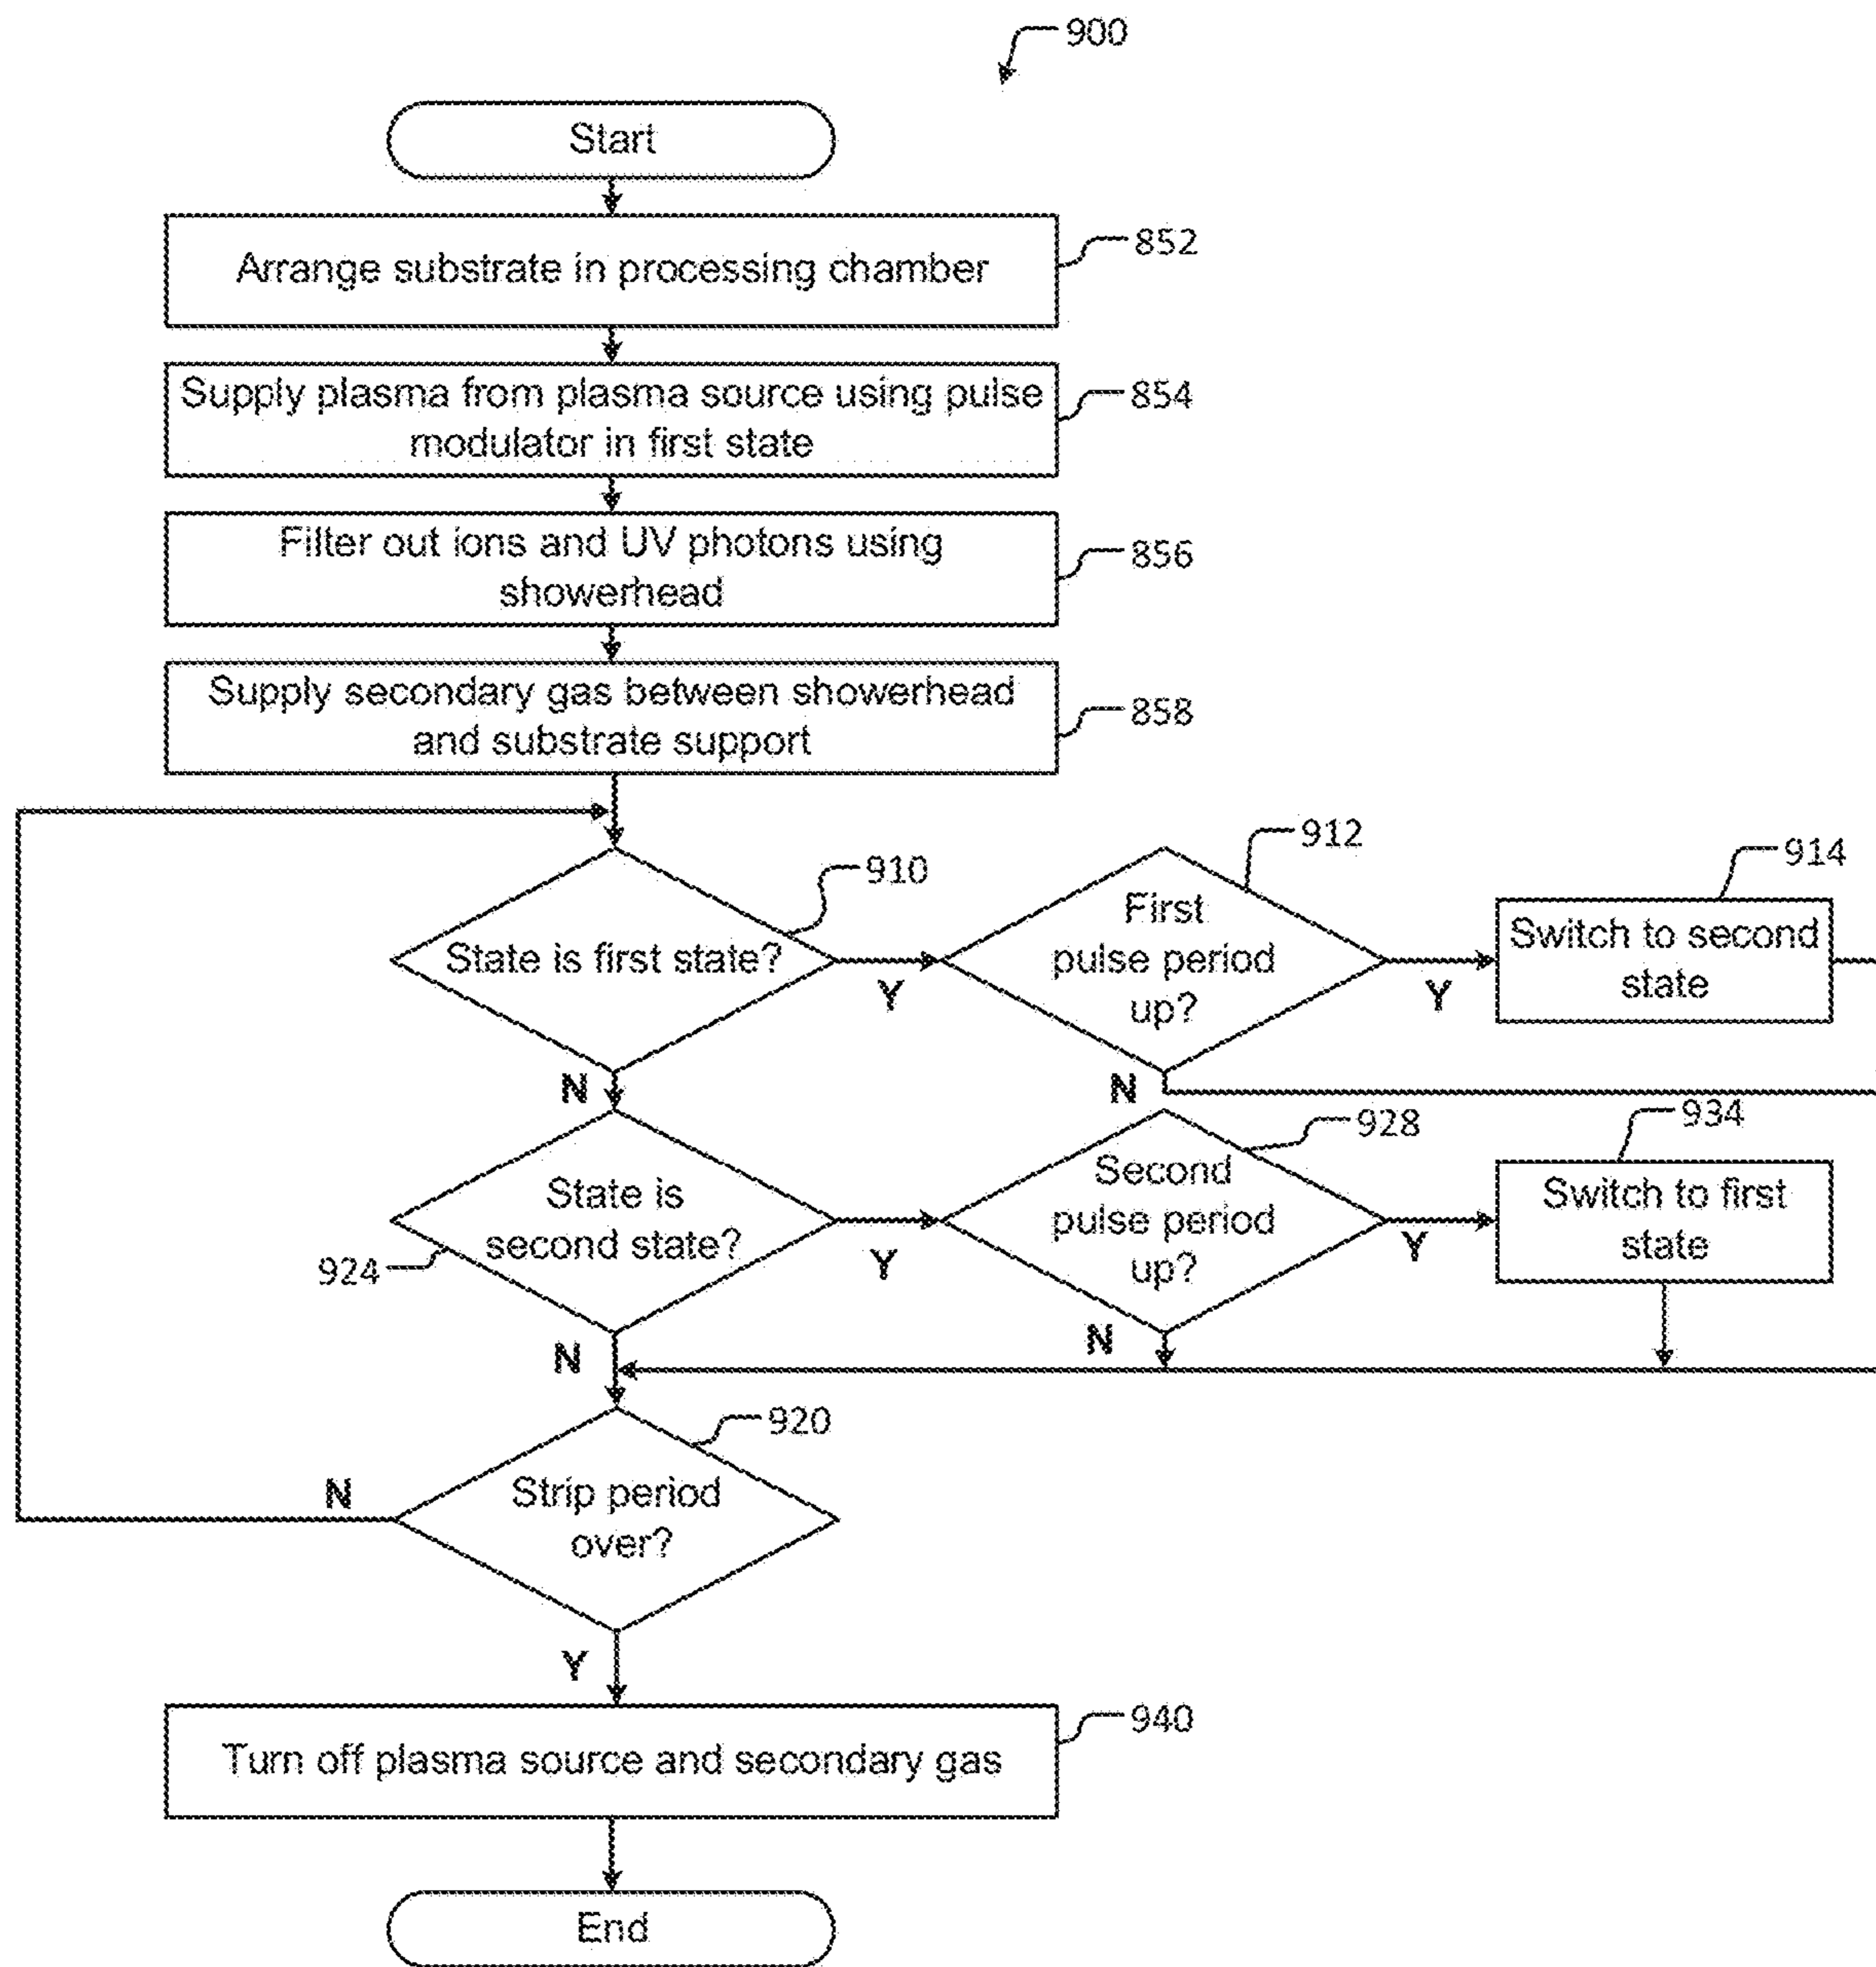 900
Start
Arrange substrate in processing chamber
852
Supply plasma from plasma source using pulse
modulator in first state
854
Filter out ions and UV photons using
showerhead
856
Supply secondary gas between showerhead
and substrate support
858
State is first state?
910
Y
N
First
pulse period
up?
912
Y
N
Switch to second
state
914
State is
second state?
924
Y
N
Second
pulse period
up?
928
Y
N
Switch to first
state
934
Strip period
over?
920
N
Y
Turn off plasma source and secondary gas
940
End